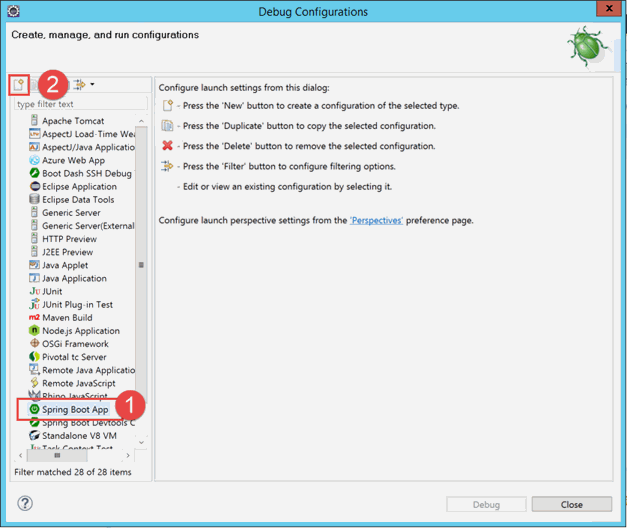 Debug Configurations
x
Create, manage, and run configurations
2
type filter text
Apache Tomcat
AspectJ Load-Time Wea
AspectJ/Java Applicatio
Azure Web App
Boot Dash SSH Debug
Eclipse Application
Eclipse Data Tools
Generic Server
Generic Server(External
HTTP Preview
J2EE Preview
Java Applet
Java Application
JUnit
JUnit Plug-in Test
Maven Build
Node.js Application
OSGi Framework
Pivotal tc Server
Remote Java Applicatio
Remote JavaScript
Rhino JavaScript
Spring Boot App
1
Spring Boot Devtools C
Standalone V8 VM
Task Context Test
Filter matched 28 of 28 items
Configure launch settings from this dialog:
- Press the 'New' button to create a configuration of the selected type.
- Press the 'Duplicate' button to copy the selected configuration.
- Press the 'Delete' button to remove the selected configuration.
- Press the 'Filter' button to configure filtering options.
- Edit or view an existing configuration by selecting it.
Configure launch perspective settings from the 'Perspectives' preference page.
?
Debug
Close